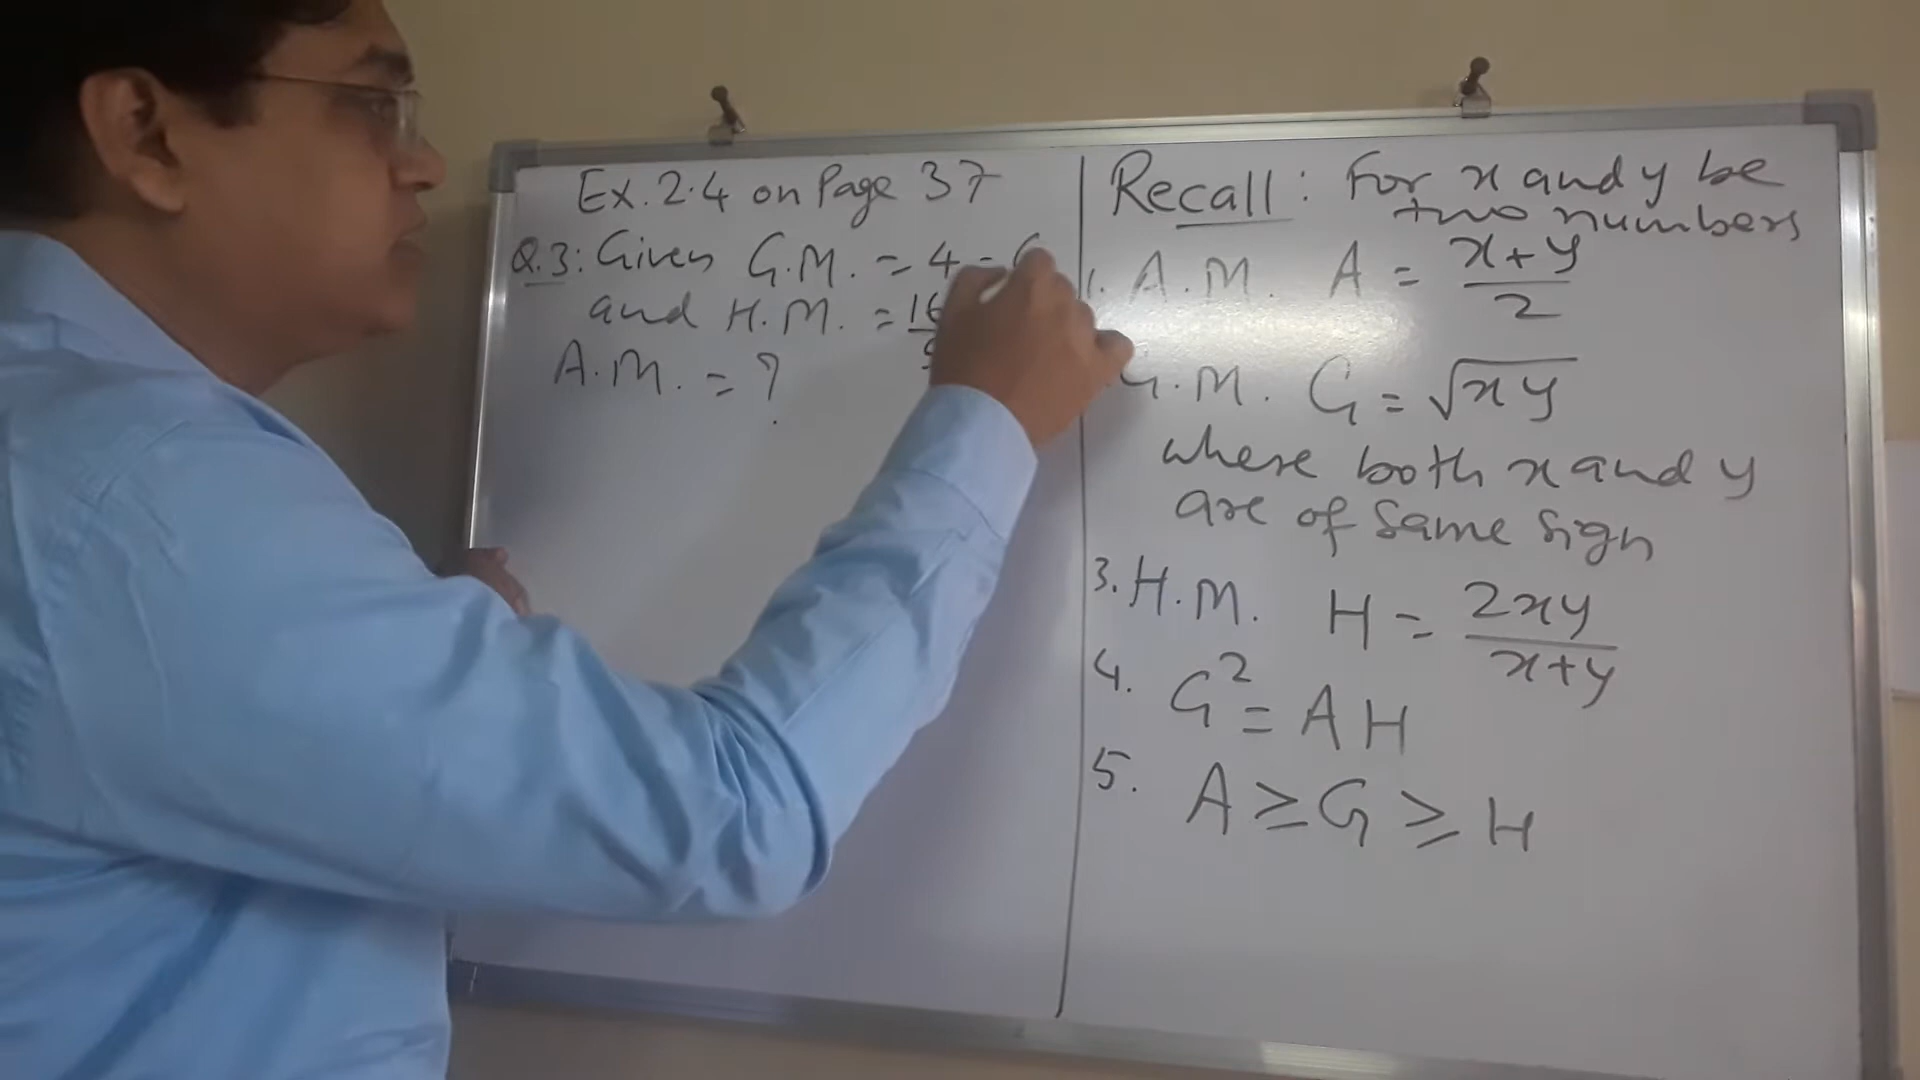 Ex. 2.4 on Page 37
Q.3: Given G.M. = 4 = G
and H.M. = 16
A.M. = ?
Recall: For x and y be
two numbers
1. A.M. A = x+y / 2
G.M. G = √xy
where both x and y
are of same sign
3. H.M. H = 2xy / x+y
4. G² = AH
5. A ≥ G ≥ H